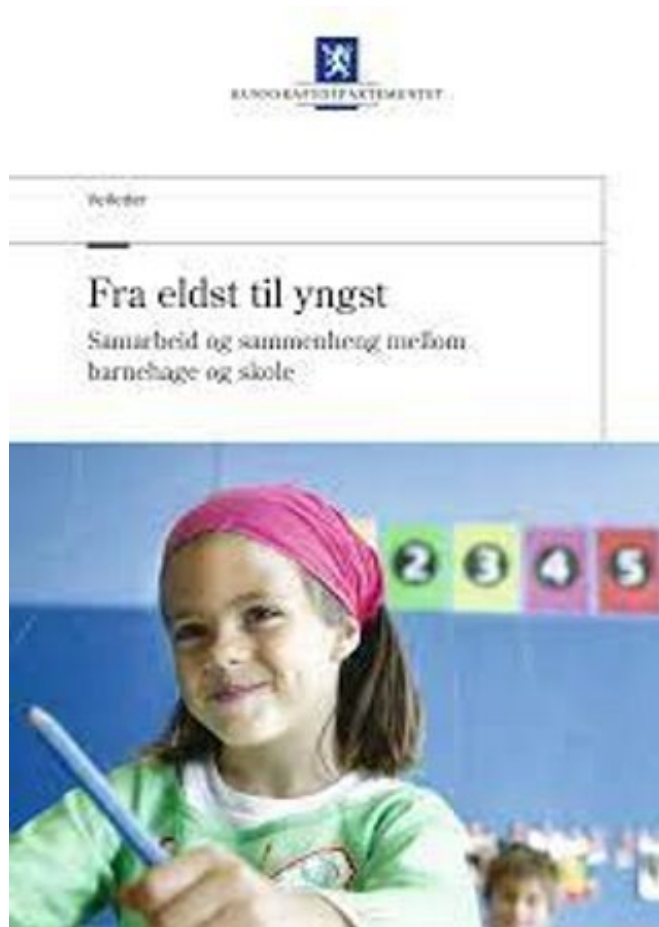 KUNNSKAPSDEPARTEMENTET
Veileder
Fra eldst til yngst
Samarbeid og sammenheng mellom
barnehage og skole
2 3 4 5